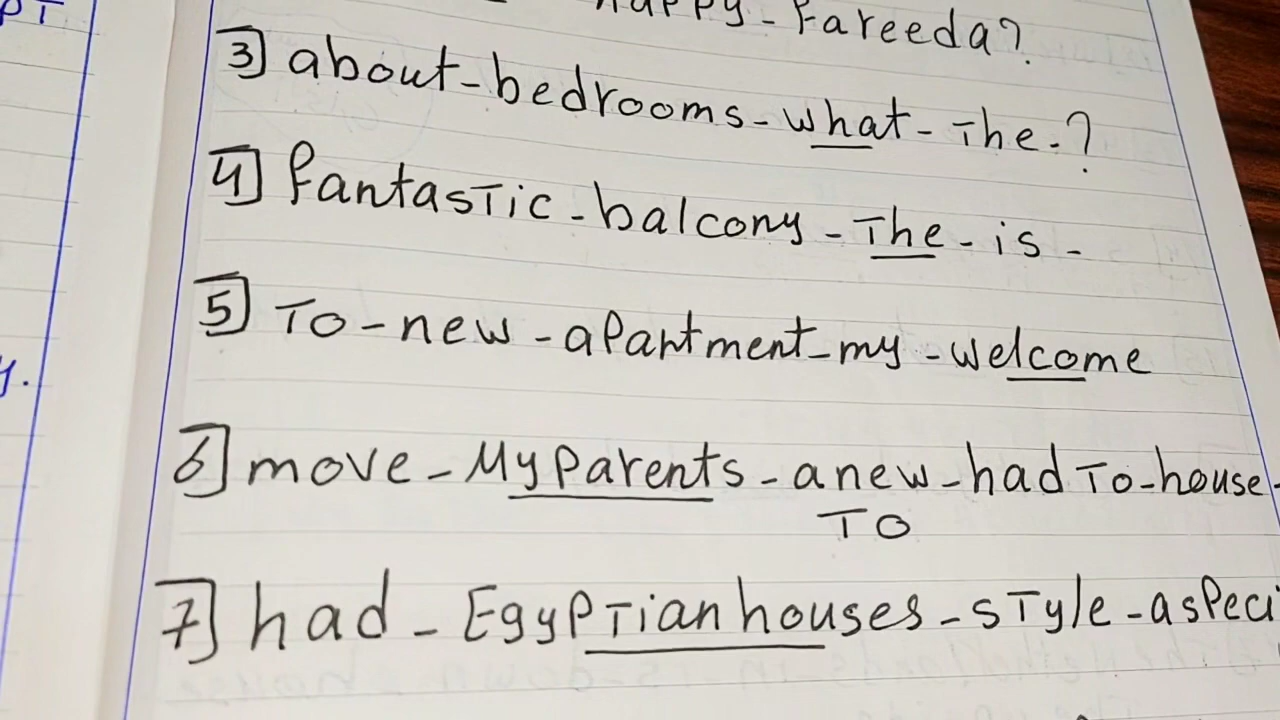 happy - Fareeda?
3] about - bedrooms - what - The - ?
4] fantastic - balcony - The - is -
5] To - new - apartment - my - welcome
6] move - My parents - a new - had To - house -
To
7] had - Egyptian houses - style - a speci